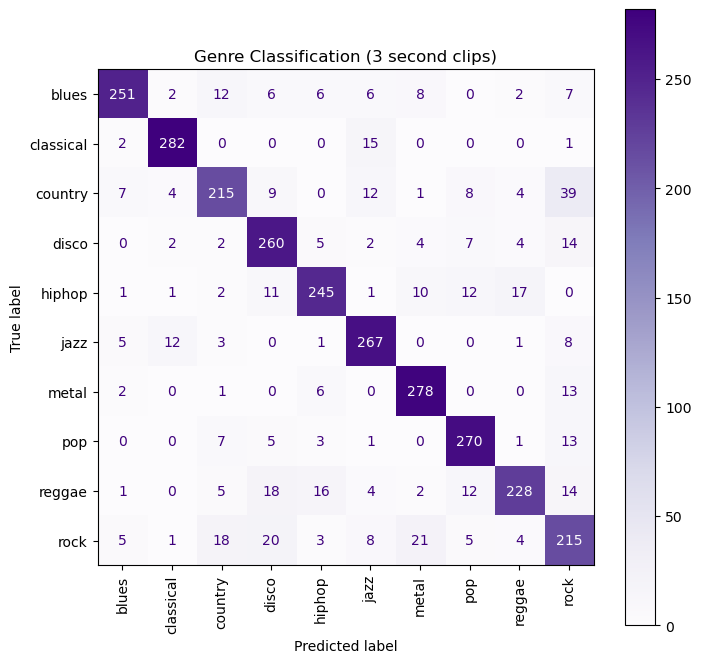 Genre Classification (3 second clips)
True label
blues 251 2 12 6 6 6 8 0 2 7
classical 2 282 0 0 0 15 0 0 0 1
country 7 4 215 9 0 12 1 8 4 39
disco 0 2 2 260 5 2 4 7 4 14
hiphop 1 1 2 11 245 1 10 12 17 0
jazz 5 12 3 0 1 267 0 0 1 8
metal 2 0 1 0 6 0 278 0 0 13
pop 0 0 7 5 3 1 0 270 1 13
reggae 1 0 5 18 16 4 2 12 228 14
rock 5 1 18 20 3 8 21 5 4 215
blues classical country disco hiphop jazz metal pop reggae rock
Predicted label
250
200
150
100
50
0